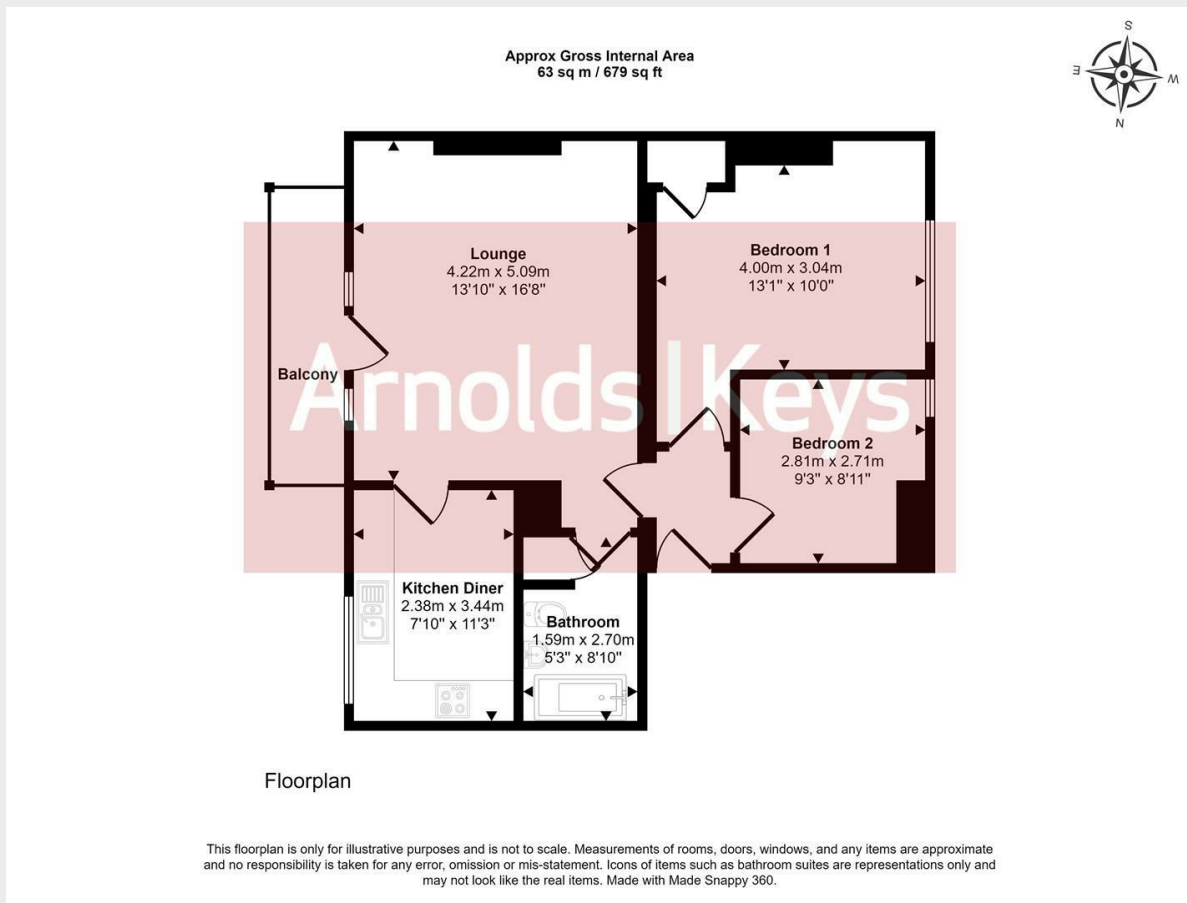 Approx Gross Internal Area
63 sq m / 679 sq ft
S
E
W
N
Lounge
4.22m x 5.09m
13'10" x 16'8"
Bedroom 1
4.00m x 3.04m
13'1" x 10'0"
Balcony
Arnolds|Keys
Bedroom 2
2.81m x 2.71m
9'3" x 8'11"
Kitchen Diner
2.38m x 3.44m
7'10" x 11'3"
Bathroom
1.59m x 2.70m
5'3" x 8'10"
Floorplan
This floorplan is only for illustrative purposes and is not to scale. Measurements of rooms, doors, windows, and any items are approximate
and no responsibility is taken for any error, omission or mis-statement. Icons of items such as bathroom suites are representations only and
may not look like the real items. Made with Made Snappy 360.